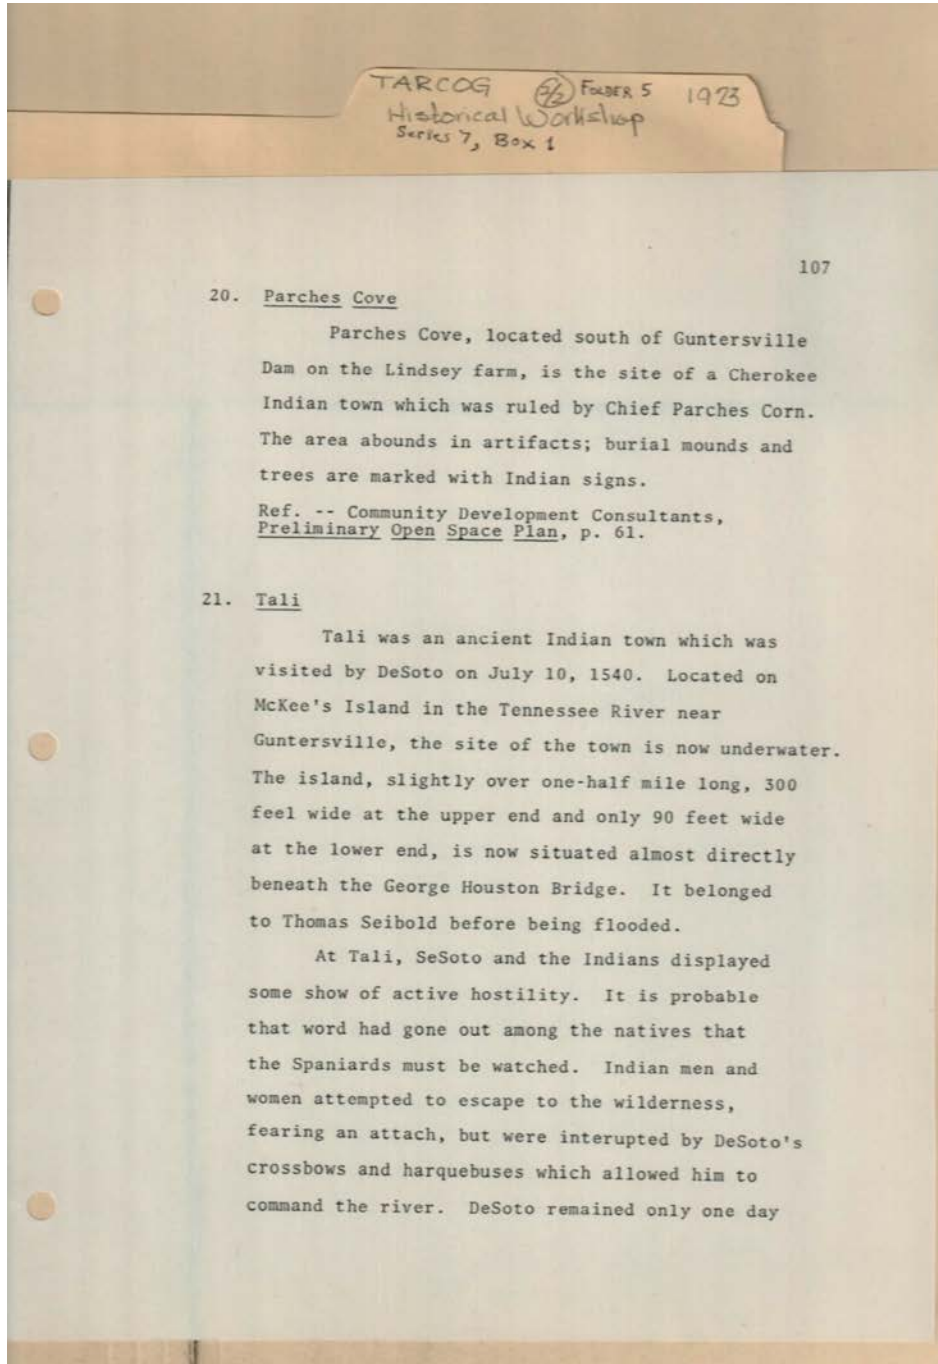 TARCOG 2/2 FOLDER 5 1973
Historical Workshop
Series 7, Box 1
107
20. Parches Cove
Parches Cove, located south of Guntersville
Dam on the Lindsey farm, is the site of a Cherokee
Indian town which was ruled by Chief Parches Corn.
The area abounds in artifacts; burial mounds and
trees are marked with Indian signs.
Ref. -- Community Development Consultants,
Preliminary Open Space Plan, p. 61.
21. Tali
Tali was an ancient Indian town which was
visited by DeSoto on July 10, 1540. Located on
McKee's Island in the Tennessee River near
Guntersville, the site of the town is now underwater.
The island, slightly over one-half mile long, 300
feel wide at the upper end and only 90 feet wide
at the lower end, is now situated almost directly
beneath the George Houston Bridge. It belonged
to Thomas Seibold before being flooded.
At Tali, SeSoto and the Indians displayed
some show of active hostility. It is probable
that word had gone out among the natives that
the Spaniards must be watched. Indian men and
women attempted to escape to the wilderness,
fearing an attach, but were interupted by DeSoto's
crossbows and harquebuses which allowed him to
command the river. DeSoto remained only one day